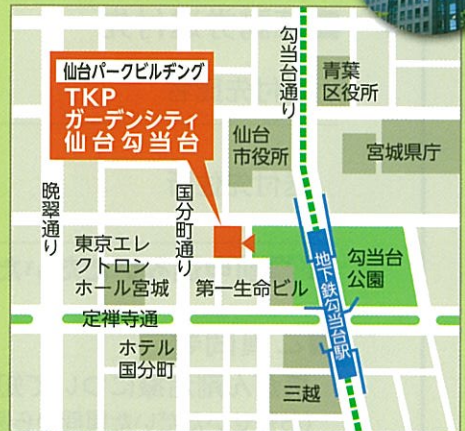 仙台パークビルヂング
TKP
ガーデンシティ
仙台勾当台
勾当台通り
青葉
区役所
仙台
市役所
宮城県庁
晩翠通り
国分町通り
東京エレ
クトロン
ホール宮城
第一生命ビル
地下鉄勾当台駅
勾当台
公園
定禅寺通
ホテル
国分町
三越